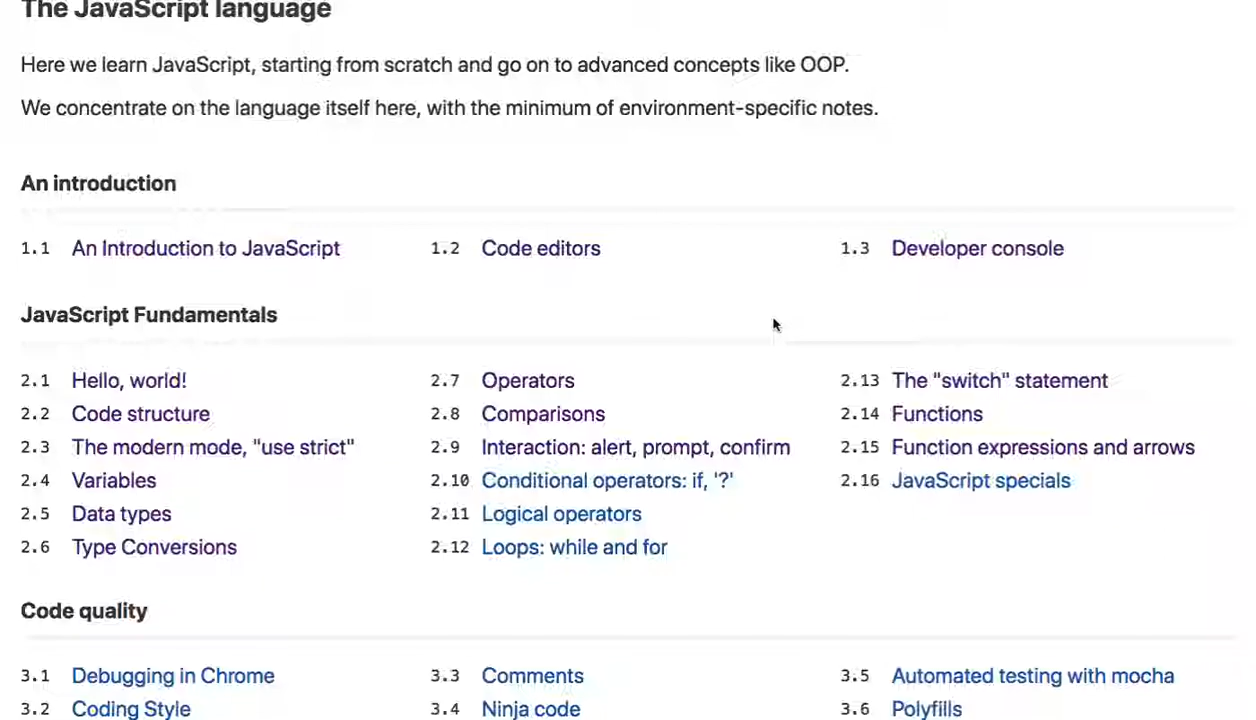 The JavaScript language
Here we learn JavaScript, starting from scratch and go on to advanced concepts like OOP.
We concentrate on the language itself here, with the minimum of environment-specific notes.
An introduction
1.1 An Introduction to JavaScript
1.2 Code editors
1.3 Developer console
JavaScript Fundamentals
2.1 Hello, world!
2.2 Code structure
2.3 The modern mode, "use strict"
2.4 Variables
2.5 Data types
2.6 Type Conversions
2.7 Operators
2.8 Comparisons
2.9 Interaction: alert, prompt, confirm
2.10 Conditional operators: if, '?'
2.11 Logical operators
2.12 Loops: while and for
2.13 The "switch" statement
2.14 Functions
2.15 Function expressions and arrows
2.16 JavaScript specials
Code quality
3.1 Debugging in Chrome
3.2 Coding Style
3.3 Comments
3.4 Ninja code
3.5 Automated testing with mocha
3.6 Polyfills